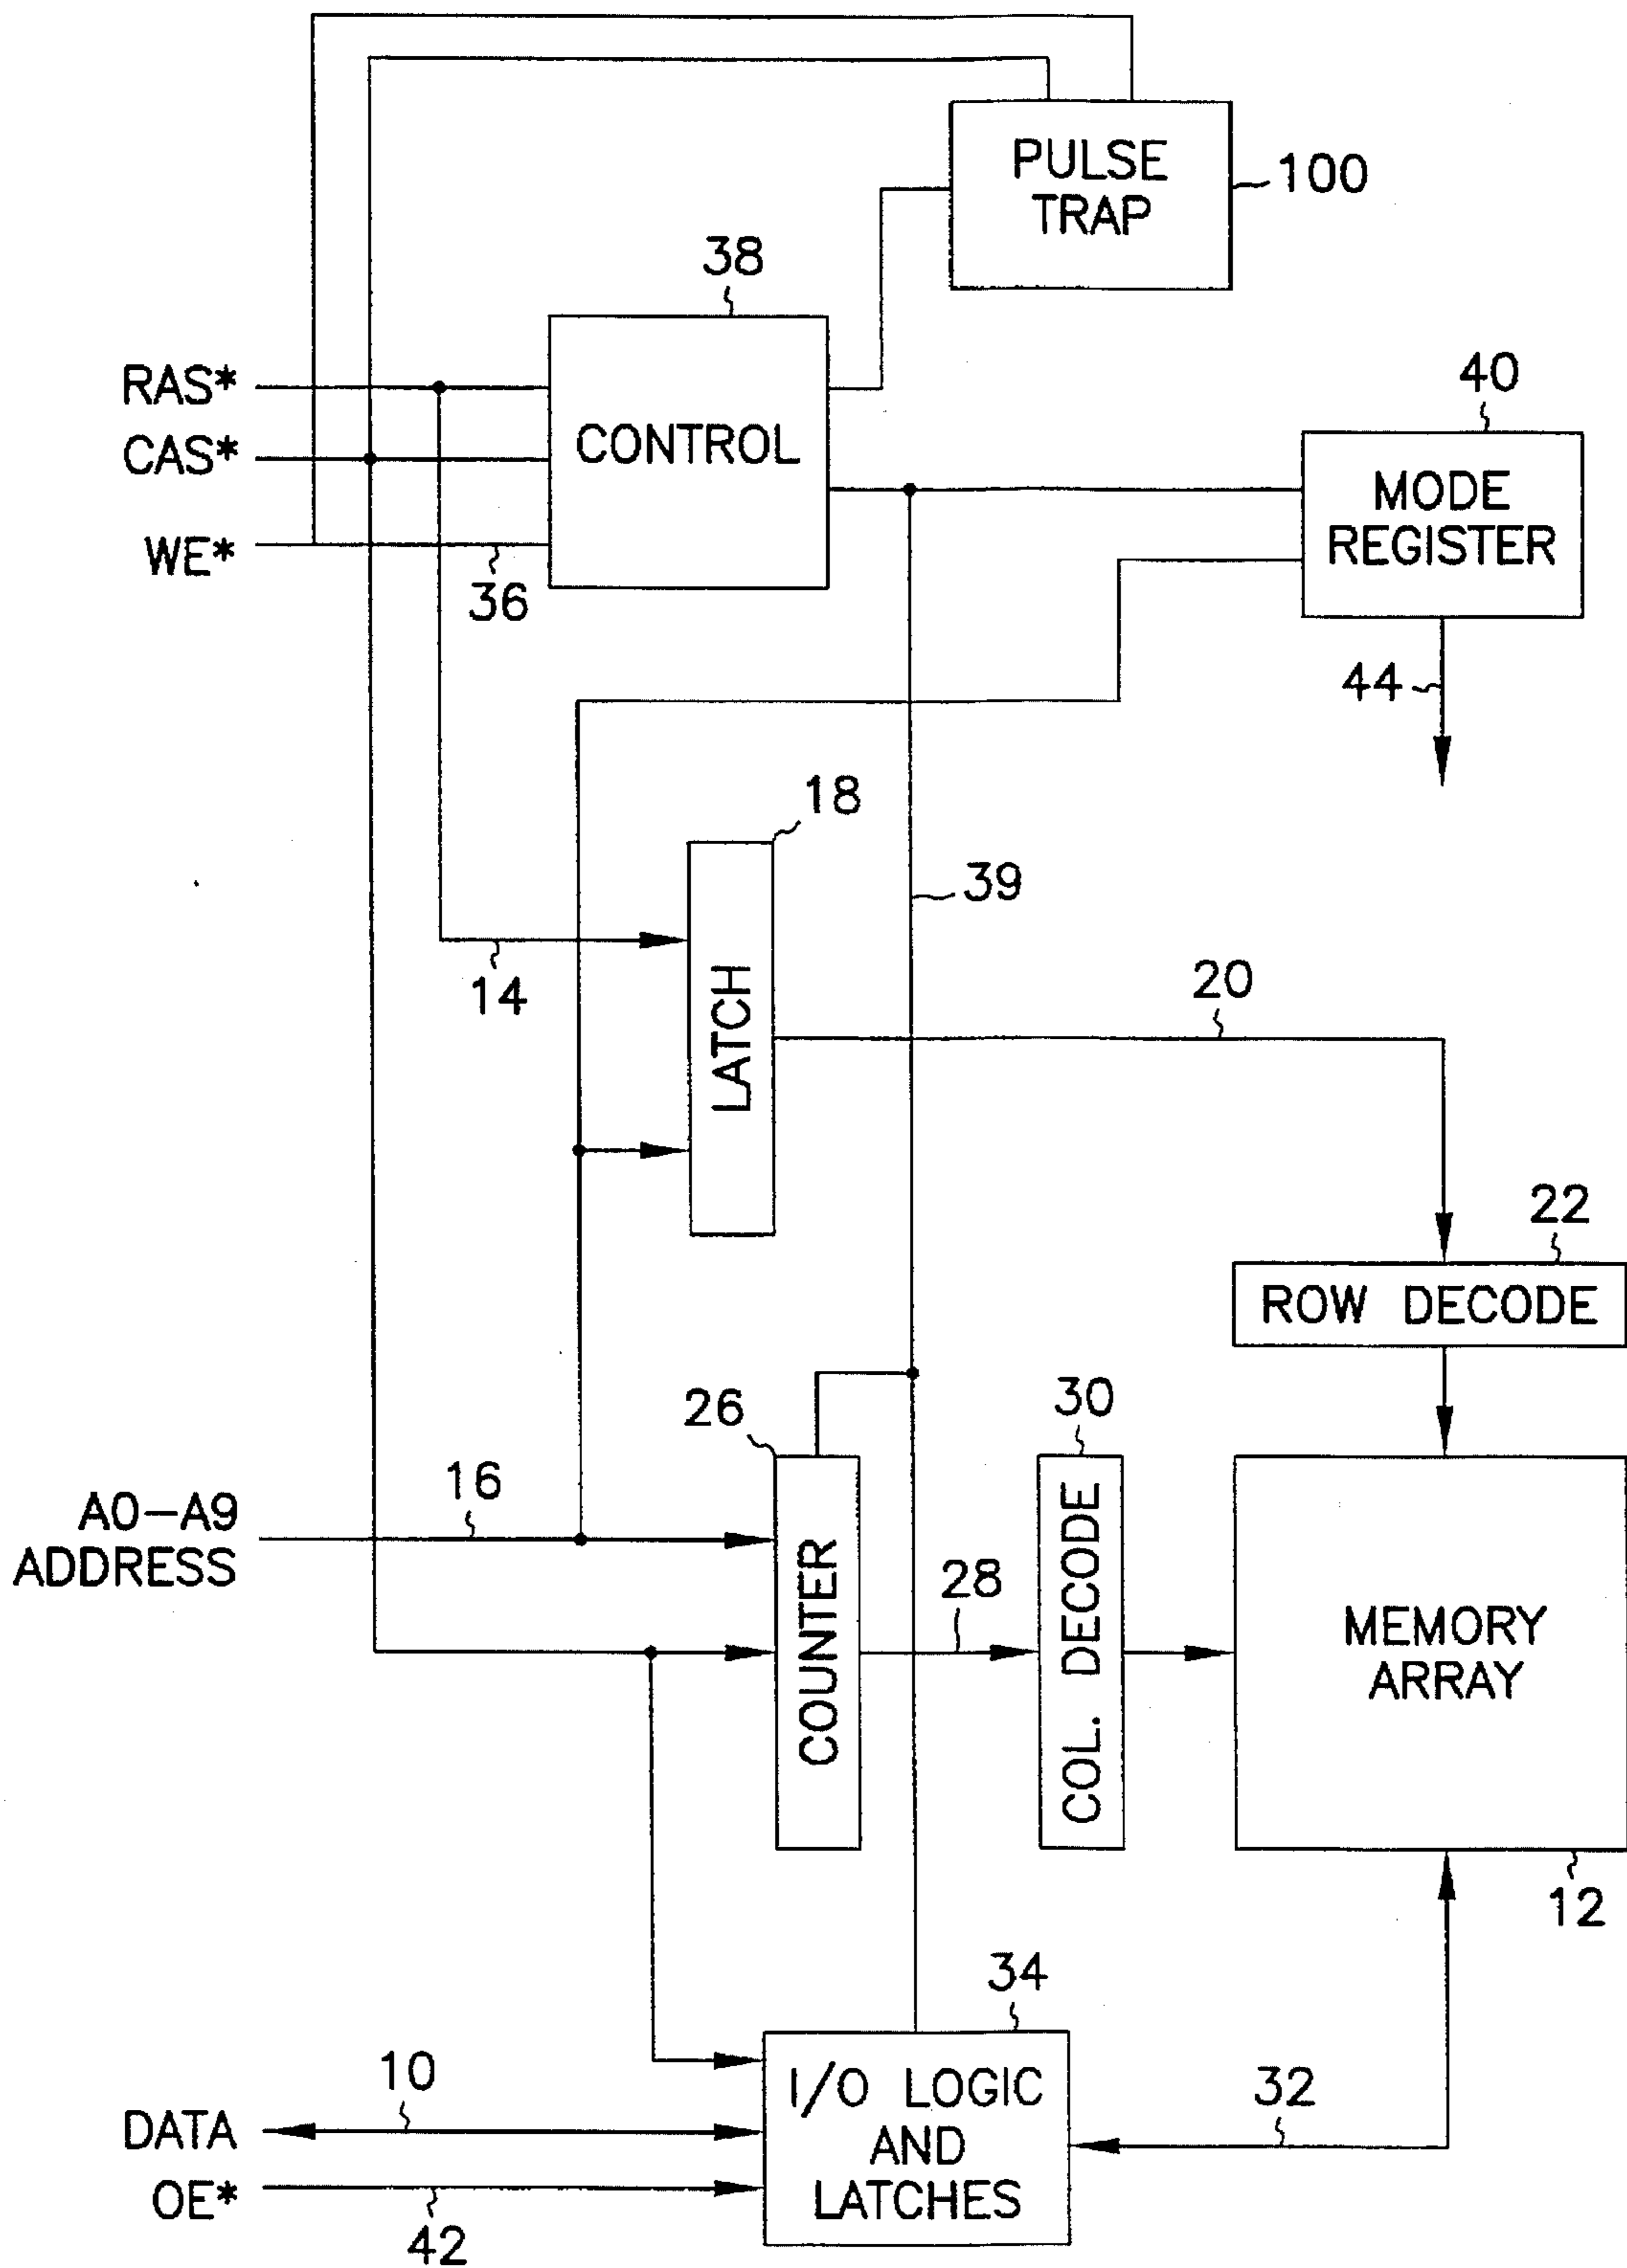 PULSE
TRAP
100
38
RAS*
CAS*
WE*
CONTROL
36
40
MODE
REGISTER
44
18
39
14
LATCH
20
22
ROW DECODE
26
30
A0-A9
ADDRESS
16
COUNTER
28
COL. DECODE
MEMORY
ARRAY
12
34
10
DATA
OE*
42
I/O LOGIC
AND
LATCHES
32